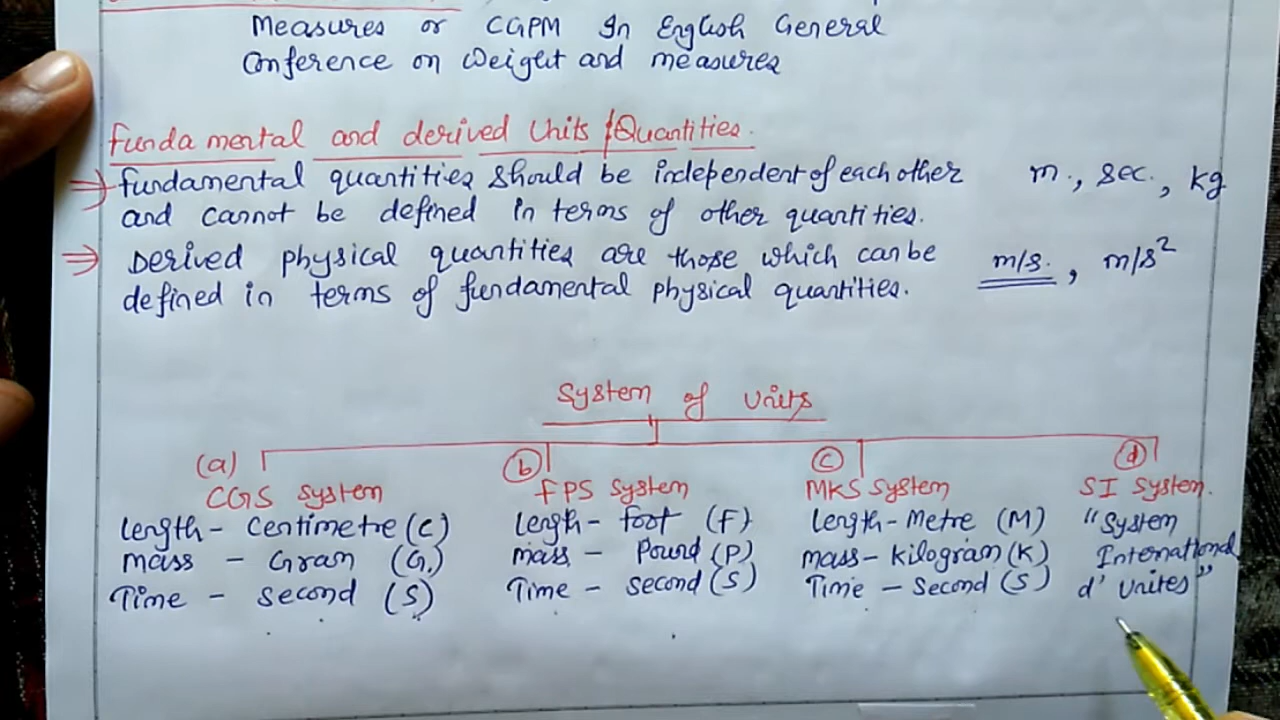 Measures or CGPM In English General
Conference on Weight and measures
Fundamental and derived Units & Quantities.
⇒ fundamental quantities should be independent of each other m., sec., kg
and cannot be defined in terms of other quantities.
⇒ Derived physical quantities are those which can be m/s., m/s²
defined in terms of fundamental physical quantities.
System of Units
(a) (b) (c) (d)
CGS System FPS System MKS System SI System.
Length - Centimetre (C) Length - foot (F) Length - Metre (M) "System
mass - Gram (G.) mass - Pound (P) mass - kilogram (K) International
Time - Second (S) Time - Second (S) Time - Second (S) d' Unites"